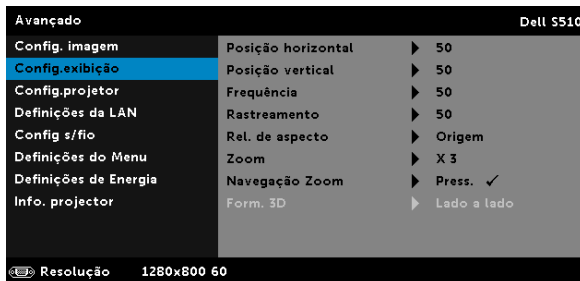 Avançado Dell S510
Config. imagem
Config.exibição
Config.projetor
Definições da LAN
Config s/fio
Definições do Menu
Definições de Energia
Info. projector
Posição horizontal 50
Posição vertical 50
Frequência 50
Rastreamento 50
Rel. de aspecto Origem
Zoom X 3
Navegação Zoom Press. ✓
Form. 3D Lado a lado
Resolução 1280x800 60